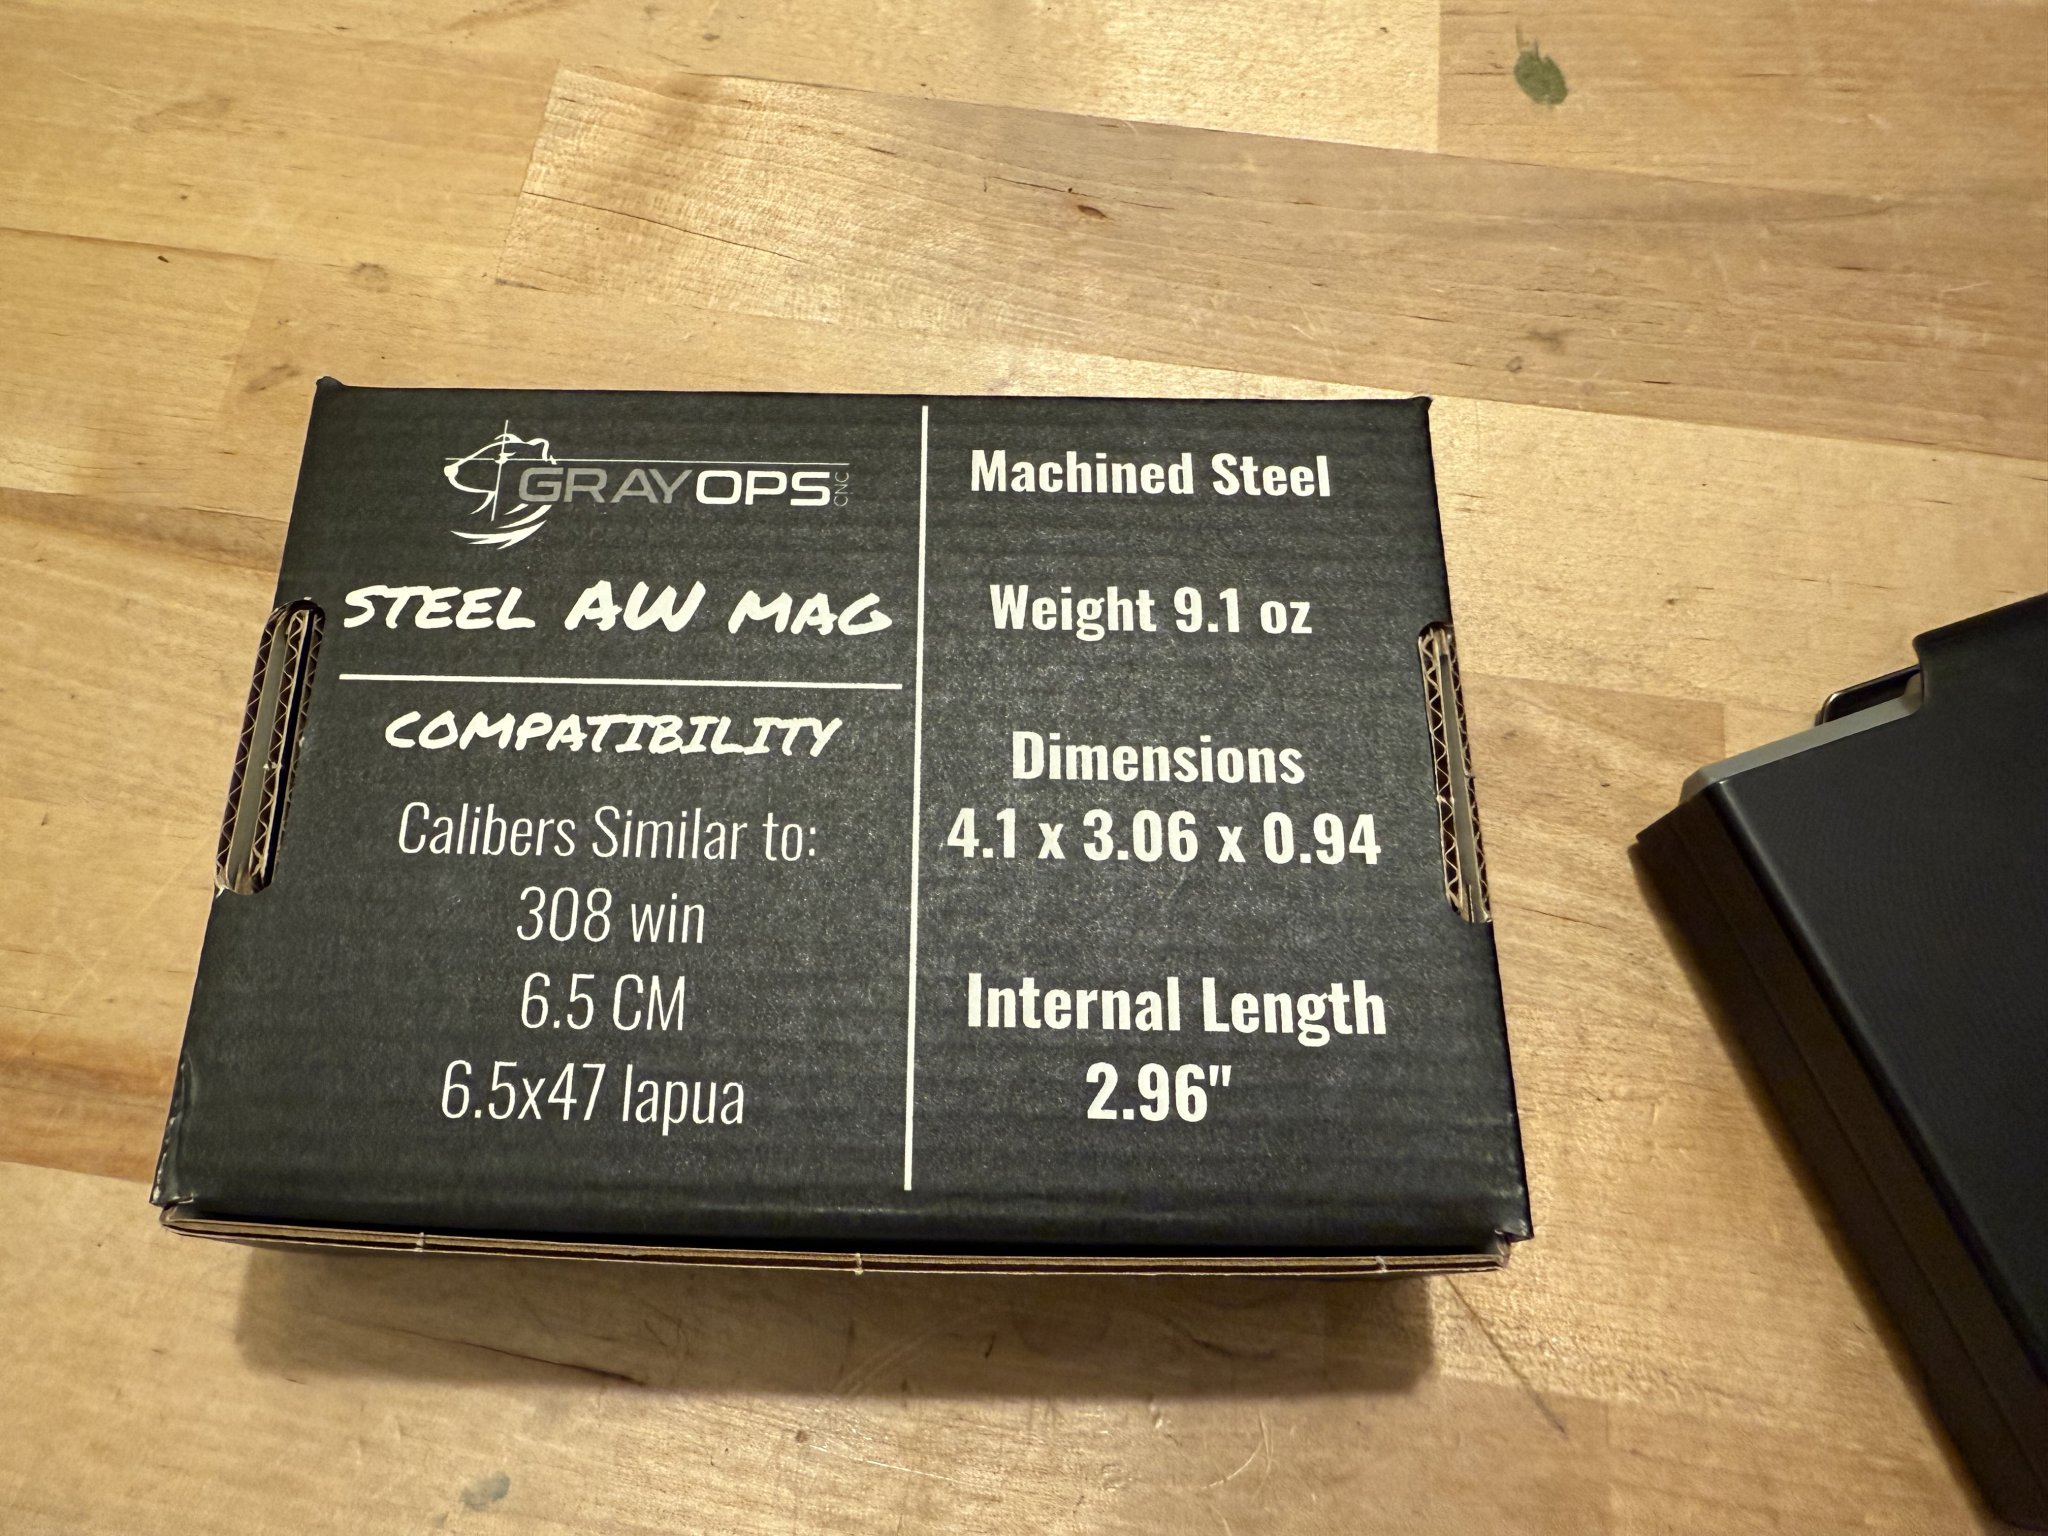 GRAYOPS CNC
STEEL AW MAG
COMPATIBILITY
Calibers Similar to:
308 win
6.5 CM
6.5x47 lapua
Machined Steel
Weight 9.1 oz
Dimensions
4.1 x 3.06 x 0.94
Internal Length
2.96"